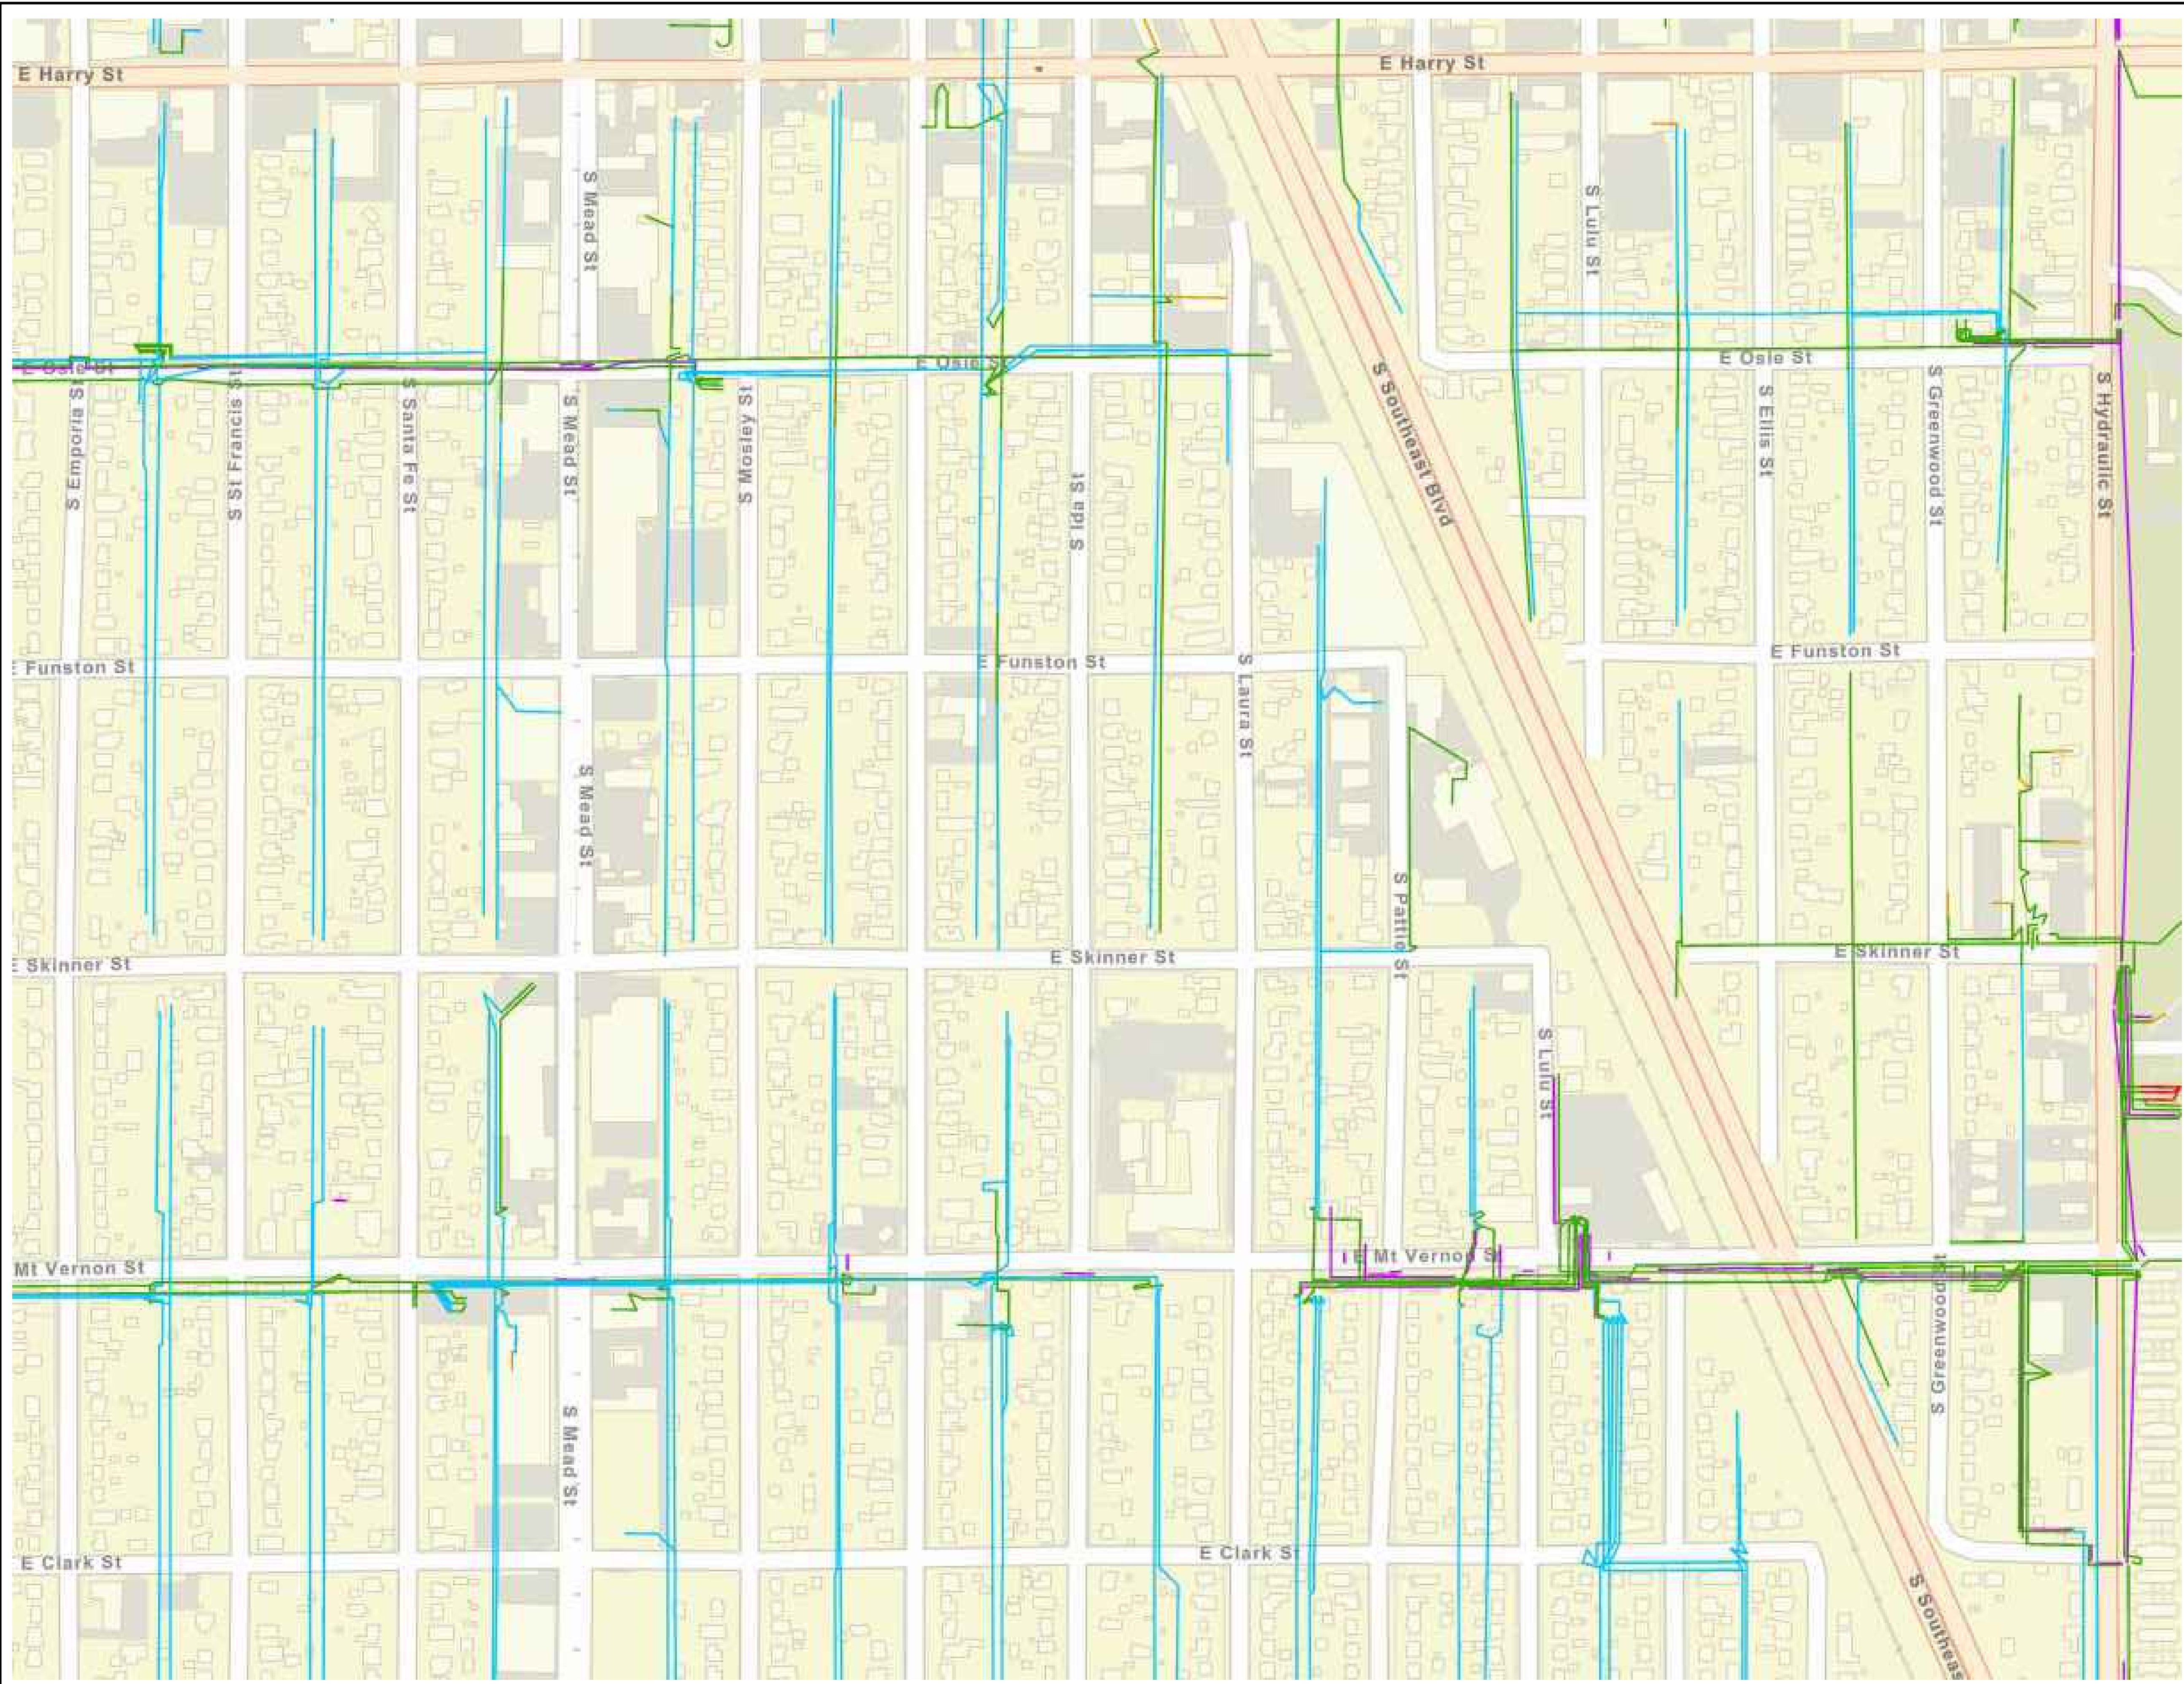 E Harry St
E Harry St
S Mead St
S Lulu St
E Osie St
E Osie St
E Osie St
S Emporia St
S St Francis St
S Santa Fe St
S Mead St
S Mosley St
S Ida St
S Southeast Blvd
S Ellis St
S Greenwood St
S Hydraulic St
E Funston St
E Funston St
E Funston St
S Laura St
S Mead St
S Pattie St
E Skinner St
E Skinner St
E Skinner St
S Lulu St
Mt Vernon St
E Mt Vernon St
S Greenwood St
S Mead St
E Clark St
E Clark St
S Southeas